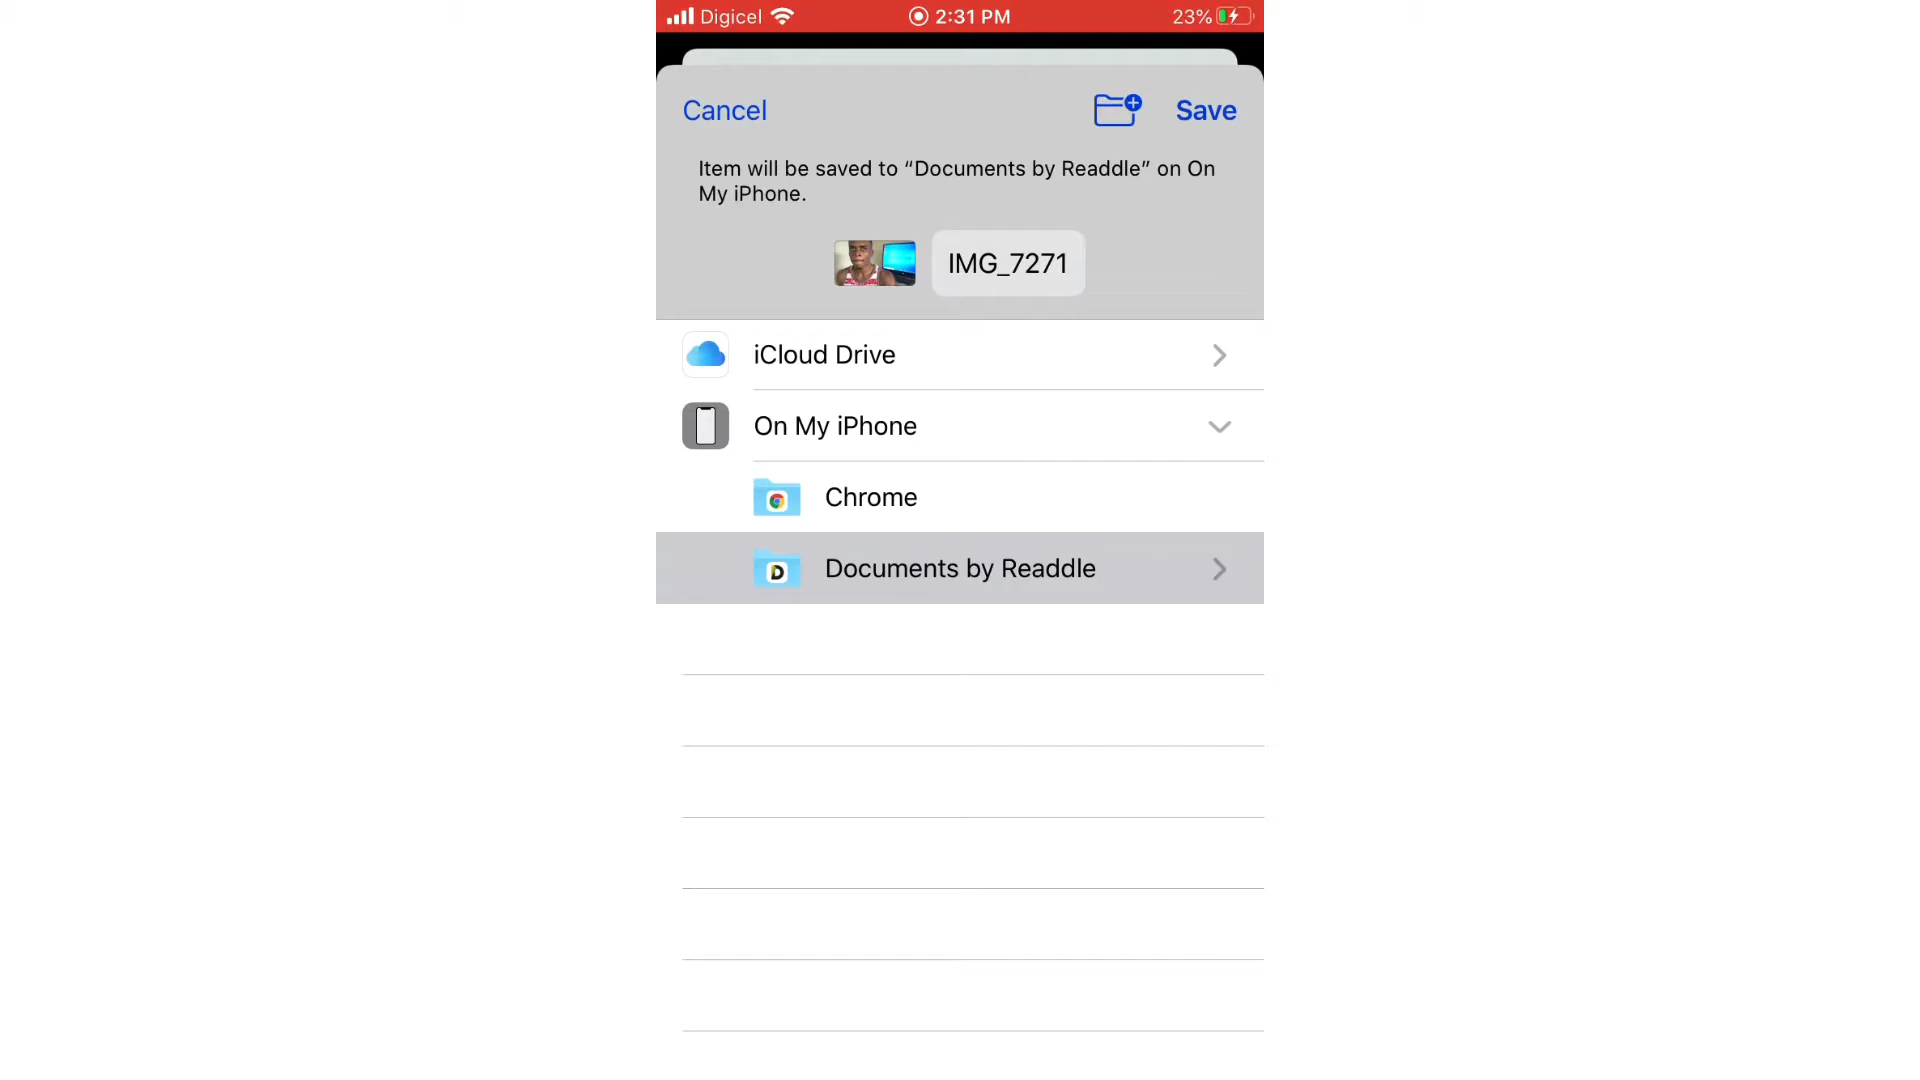 Digicel
2:31 PM
23%
Cancel
Save
Item will be saved to “Documents by Readdle” on On
My iPhone.
IMG_7271
iCloud Drive
On My iPhone
Chrome
Documents by Readdle